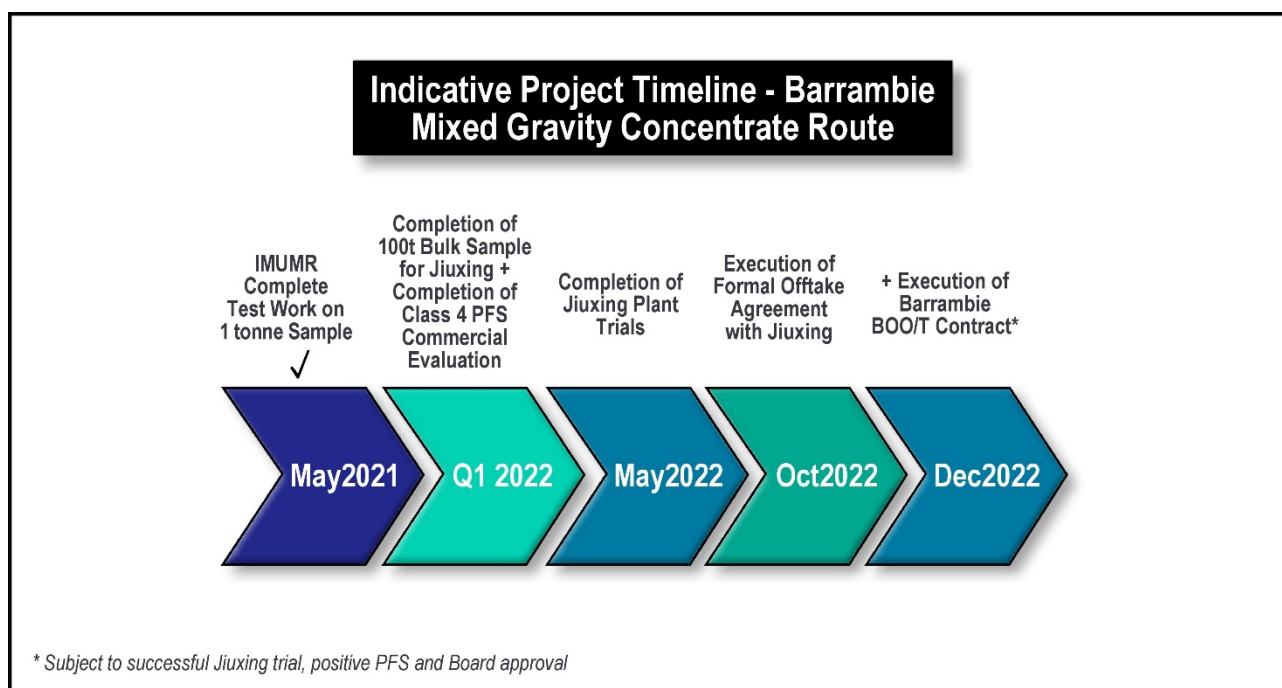 Indicative Project Timeline - Barrambie
Mixed Gravity Concentrate Route
IMUMR
Complete
Test Work on
1 tonne Sample
✓
Completion of
100t Bulk Sample
for Jiuxing +
Completion of
Class 4 PFS
Commercial
Evaluation
Completion of
Jiuxing Plant
Trials
Execution of
Formal Offtake
Agreement
with Jiuxing
+ Execution of
Barrambie
BOO/T Contract*
May2021
Q1 2022
May2022
Oct2022
Dec2022
* Subject to successful Jiuxing trial, positive PFS and Board approval